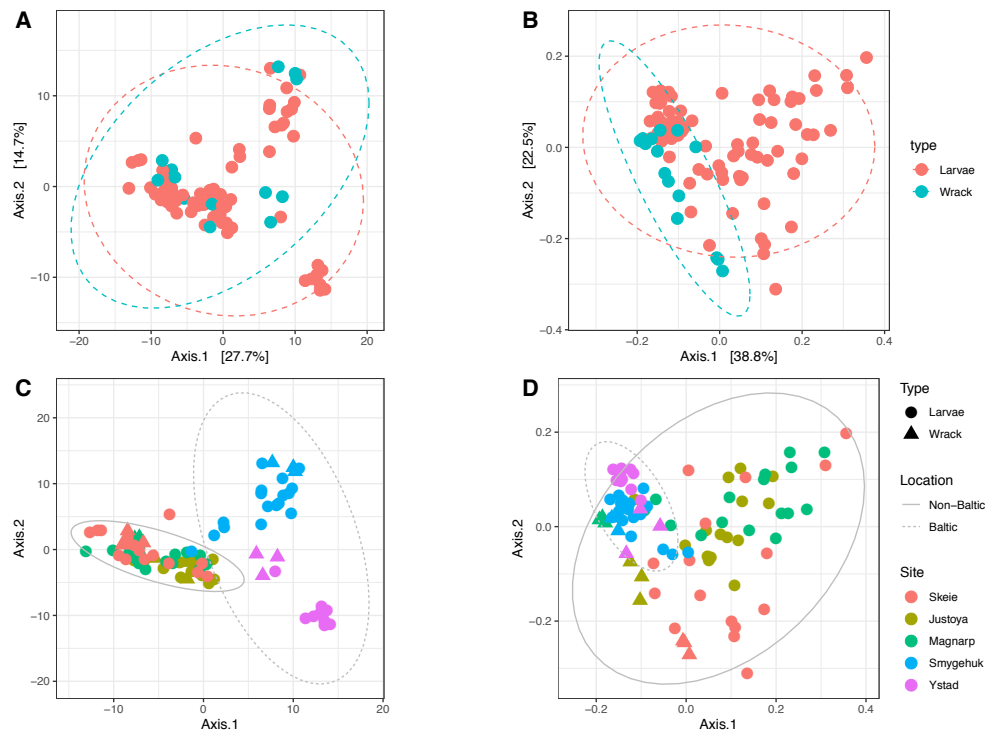 A
10
0
−10
−20
−10
0
10
20
Axis.2 [14.7%]
Axis.1 [27.7%]
B
0.2
0.0
−0.2
−0.4
−0.2
0.0
0.2
0.4
Axis.2 [22.5%]
Axis.1 [38.8%]
type
Larvae
Wrack
C
20
10
0
−10
−20
−10
0
10
20
Axis.2
Axis.1
D
0.2
0.0
−0.2
−0.2
0.0
0.2
0.4
Axis.2
Axis.1
Type
Larvae
Wrack
Location
Non−Baltic
Baltic
Site
Skeie
Justoya
Magnarp
Smygehuk
Ystad